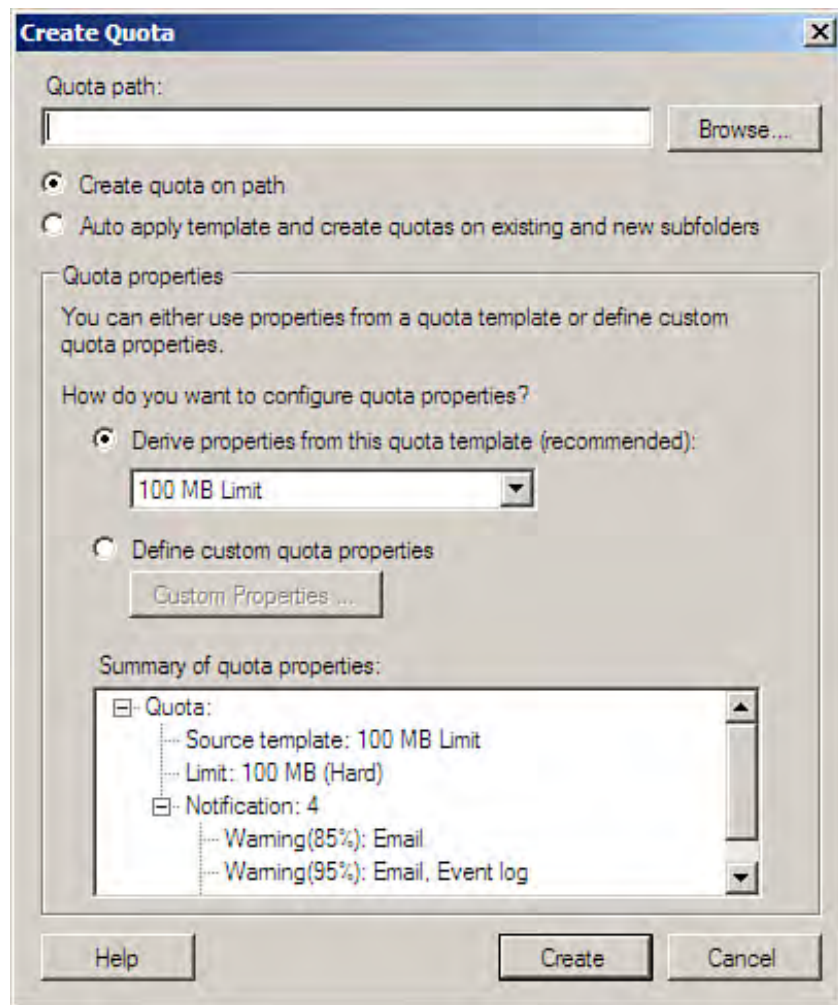 Create Quota
Quota path:
Browse...
Create quota on path
Auto apply template and create quotas on existing and new subfolders
Quota properties
You can either use properties from a quota template or define custom
quota properties.
How do you want to configure quota properties?
Derive properties from this quota template (recommended):
100 MB Limit
Define custom quota properties
Custom Properties ...
Summary of quota properties:
Quota:
Source template: 100 MB Limit
Limit: 100 MB (Hard)
Notification: 4
Warning(85%): Email
Warning(95%): Email, Event log
Help
Create
Cancel